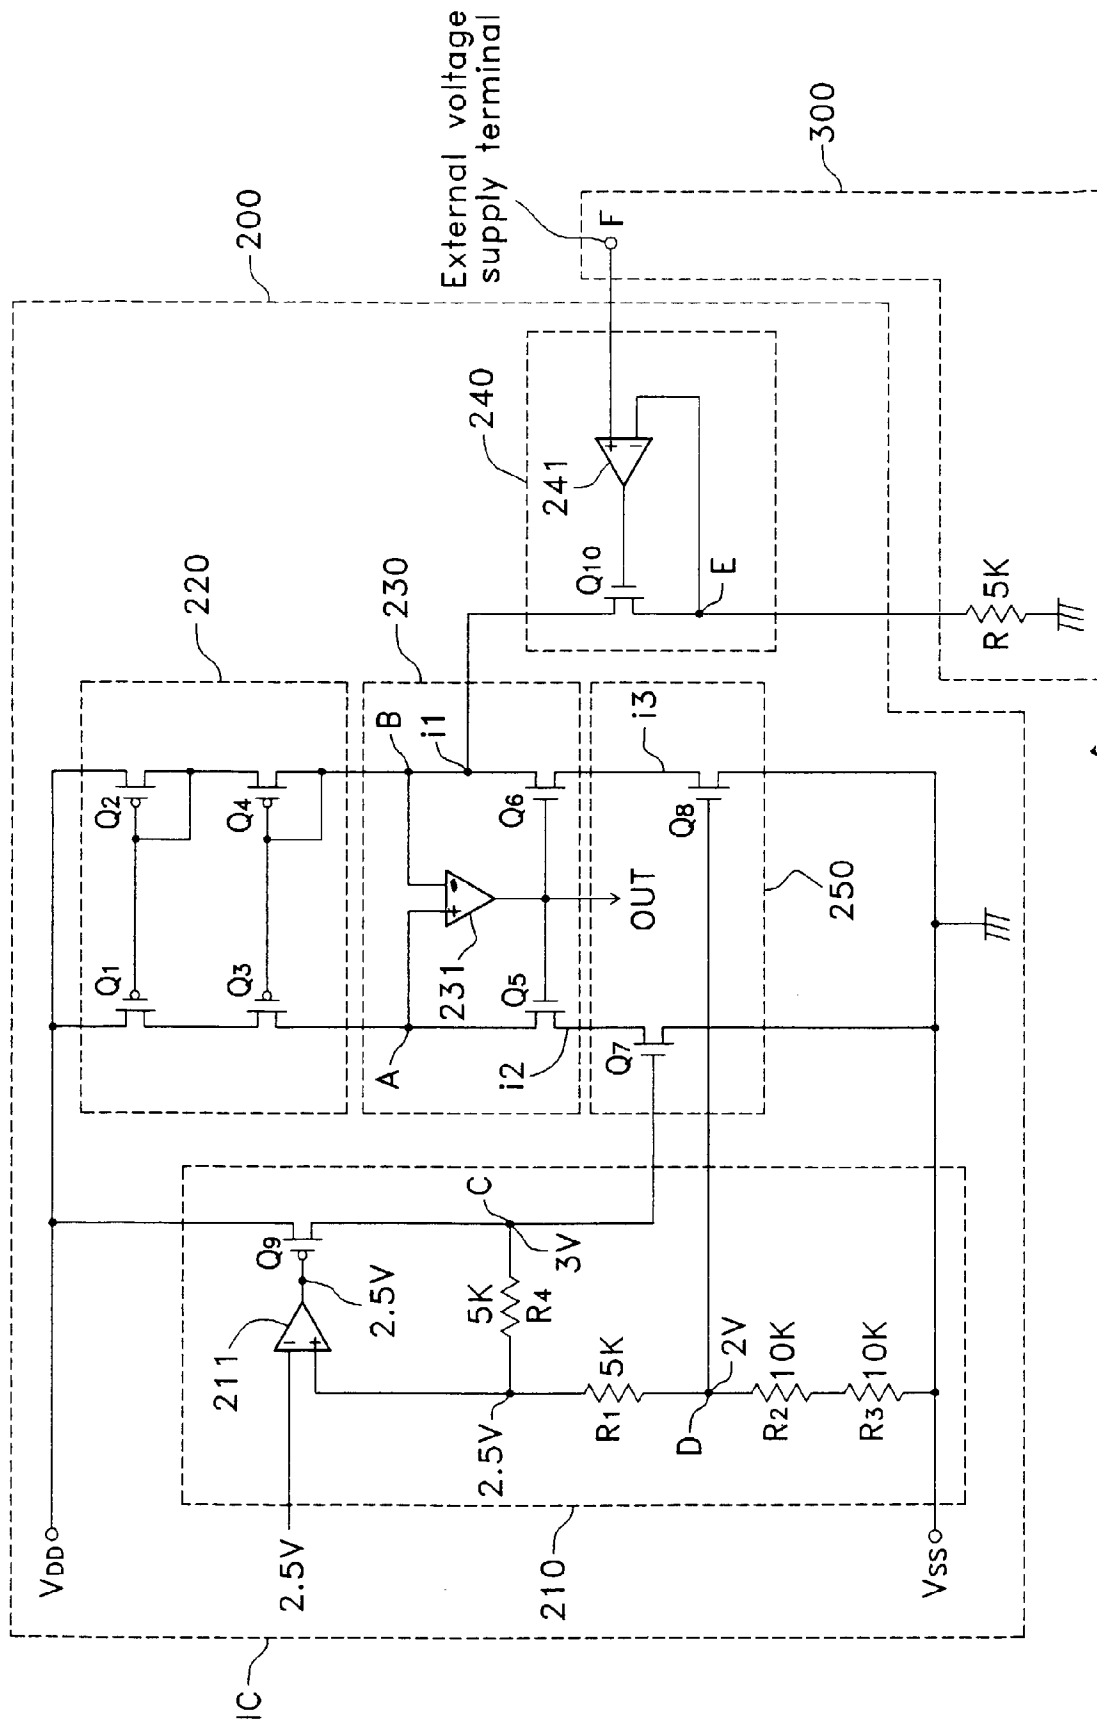 IC
200
VDD
VSS
2.5V
210
211
Q9
2.5V
C
3V
5K
R4
2.5V
R1
5K
D
2V
R2
10K
R3
10K
220
Q1
Q2
Q3
Q4
230
A
B
i1
231
Q5
Q6
OUT
i2
i3
Q7
Q8
250
240
241
Q10
E
External voltage
supply terminal
F
300
R
5K